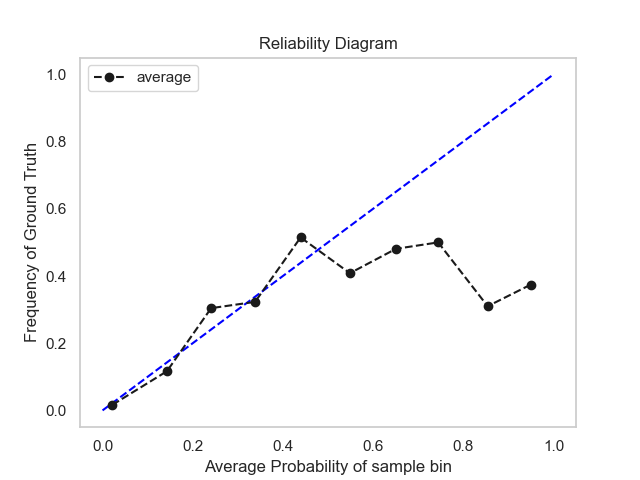 Reliability Diagram
average
Frequency of Ground Truth
1.0
0.8
0.6
0.4
0.2
0.0
0.0 0.2 0.4 0.6 0.8 1.0
Average Probability of sample bin